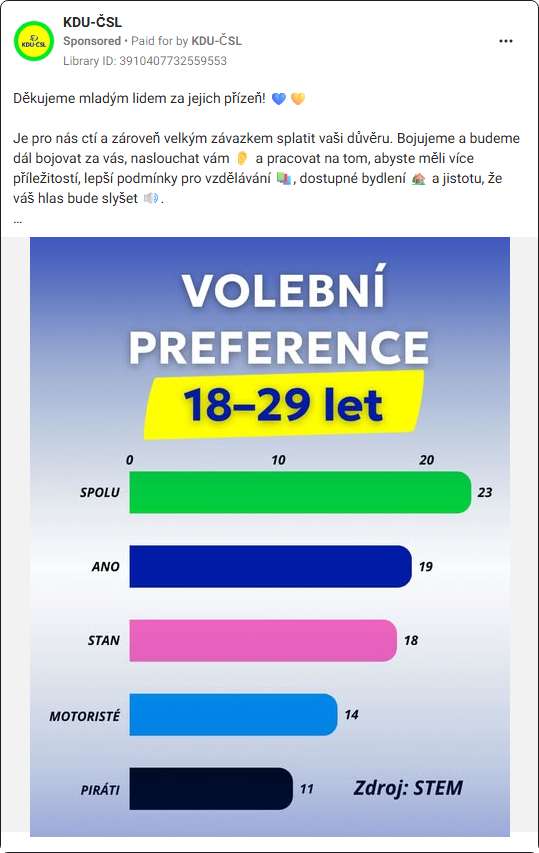 KDU-ČSL
Sponsored • Paid for by KDU-ČSL
Library ID: 3910407732559553
KDU-ČSL
Děkujeme mladým lidem za jejich přízeň! 💙 🧡
Je pro nás ctí a zároveň velkým závazkem splatit vaši důvěru. Bojujeme a budeme
dál bojovat za vás, naslouchat vám 👂 a pracovat na tom, abyste měli více
příležitostí, lepší podmínky pro vzdělávání 📚, dostupné bydlení 🏠 a jistotu, že
váš hlas bude slyšet 🔊.
...
VOLEBNÍ
PREFERENCE
18–29 let
0 10 20
SPOLU 23
ANO 19
STAN 18
MOTORISTÉ 14
PIRÁTI 11
Zdroj: STEM